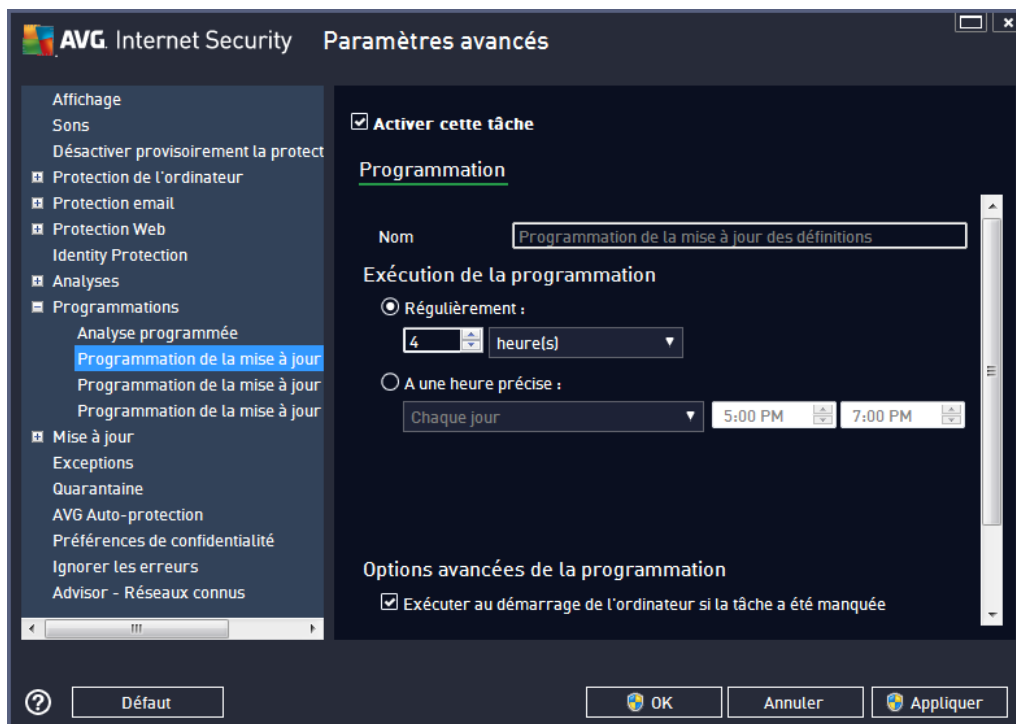 AVG. Internet Security Paramètres avancés
Affichage
Sons
Désactiver provisoirement la protect
Protection de l'ordinateur
Protection email
Protection Web
Identity Protection
Analyses
Programmations
Analyse programmée
Programmation de la mise à jour
Programmation de la mise à jour
Programmation de la mise à jour
Mise à jour
Exceptions
Quarantaine
AVG Auto-protection
Préférences de confidentialité
Ignorer les erreurs
Advisor - Réseaux connus
Activer cette tâche
Programmation
Nom Programmation de la mise à jour des définitions
Exécution de la programmation
Régulièrement :
4 heure(s)
A une heure précise :
Chaque jour 5:00 PM 7:00 PM
Options avancées de la programmation
Exécuter au démarrage de l'ordinateur si la tâche a été manquée
? Défaut OK Annuler Appliquer